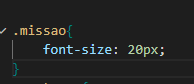 .missao{
font-size: 20px;
}